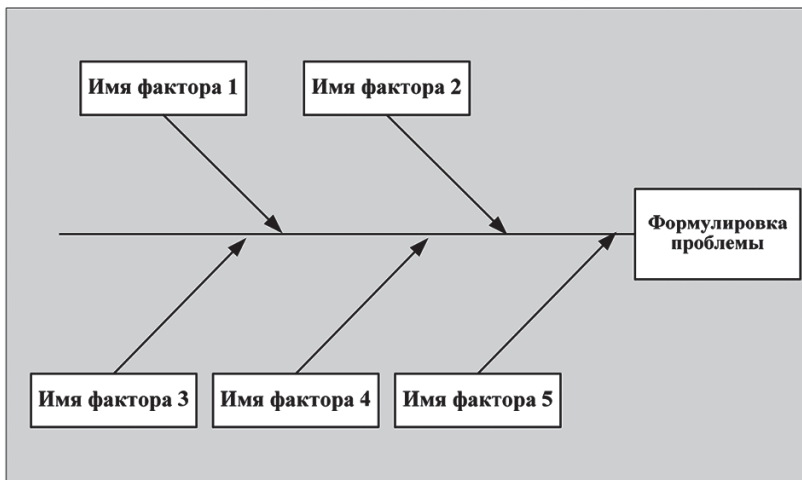 Имя фактора 1
Имя фактора 2
Формулировка
проблемы
Имя фактора 3
Имя фактора 4
Имя фактора 5